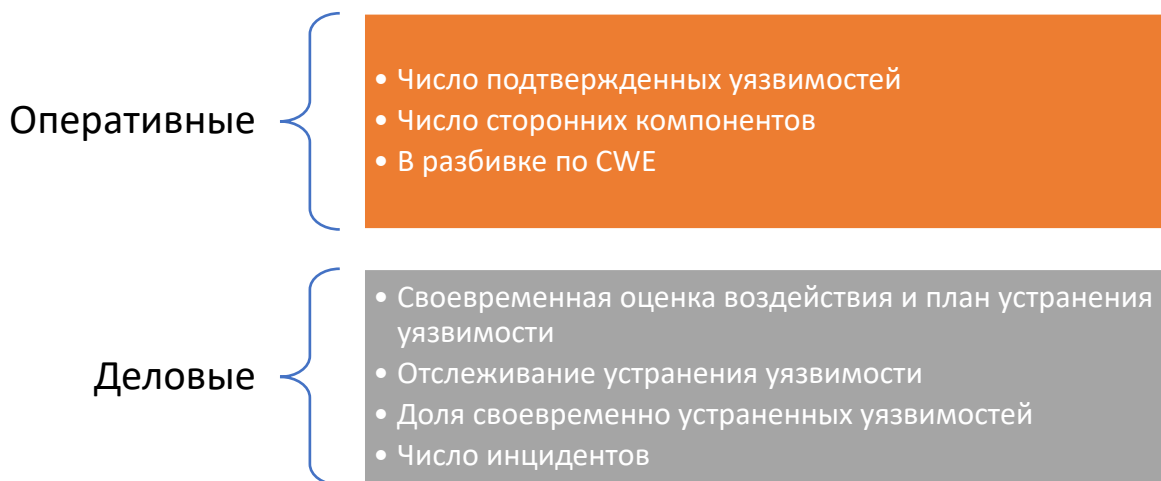 Оперативные
• Число подтвержденных уязвимостей
• Число сторонних компонентов
• В разбивке по CWE
Деловые
• Своевременная оценка воздействия и план устранения
уязвимости
• Отслеживание устранения уязвимости
• Доля своевременно устраненных уязвимостей
• Число инцидентов